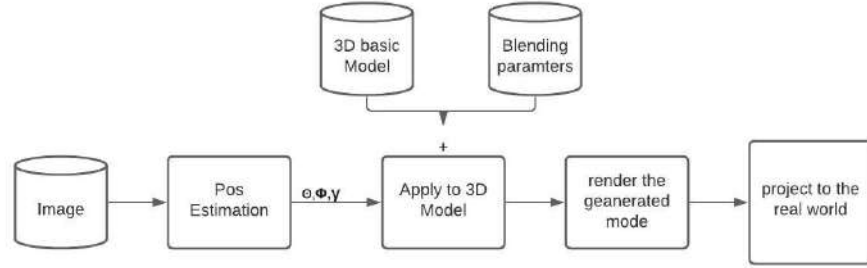 3D basic
Model
Blending
paramters
+
Image
Pos
Estimation
Θ,Φ,γ
Apply to 3D
Model
render the
geanerated
mode
project to the
real world